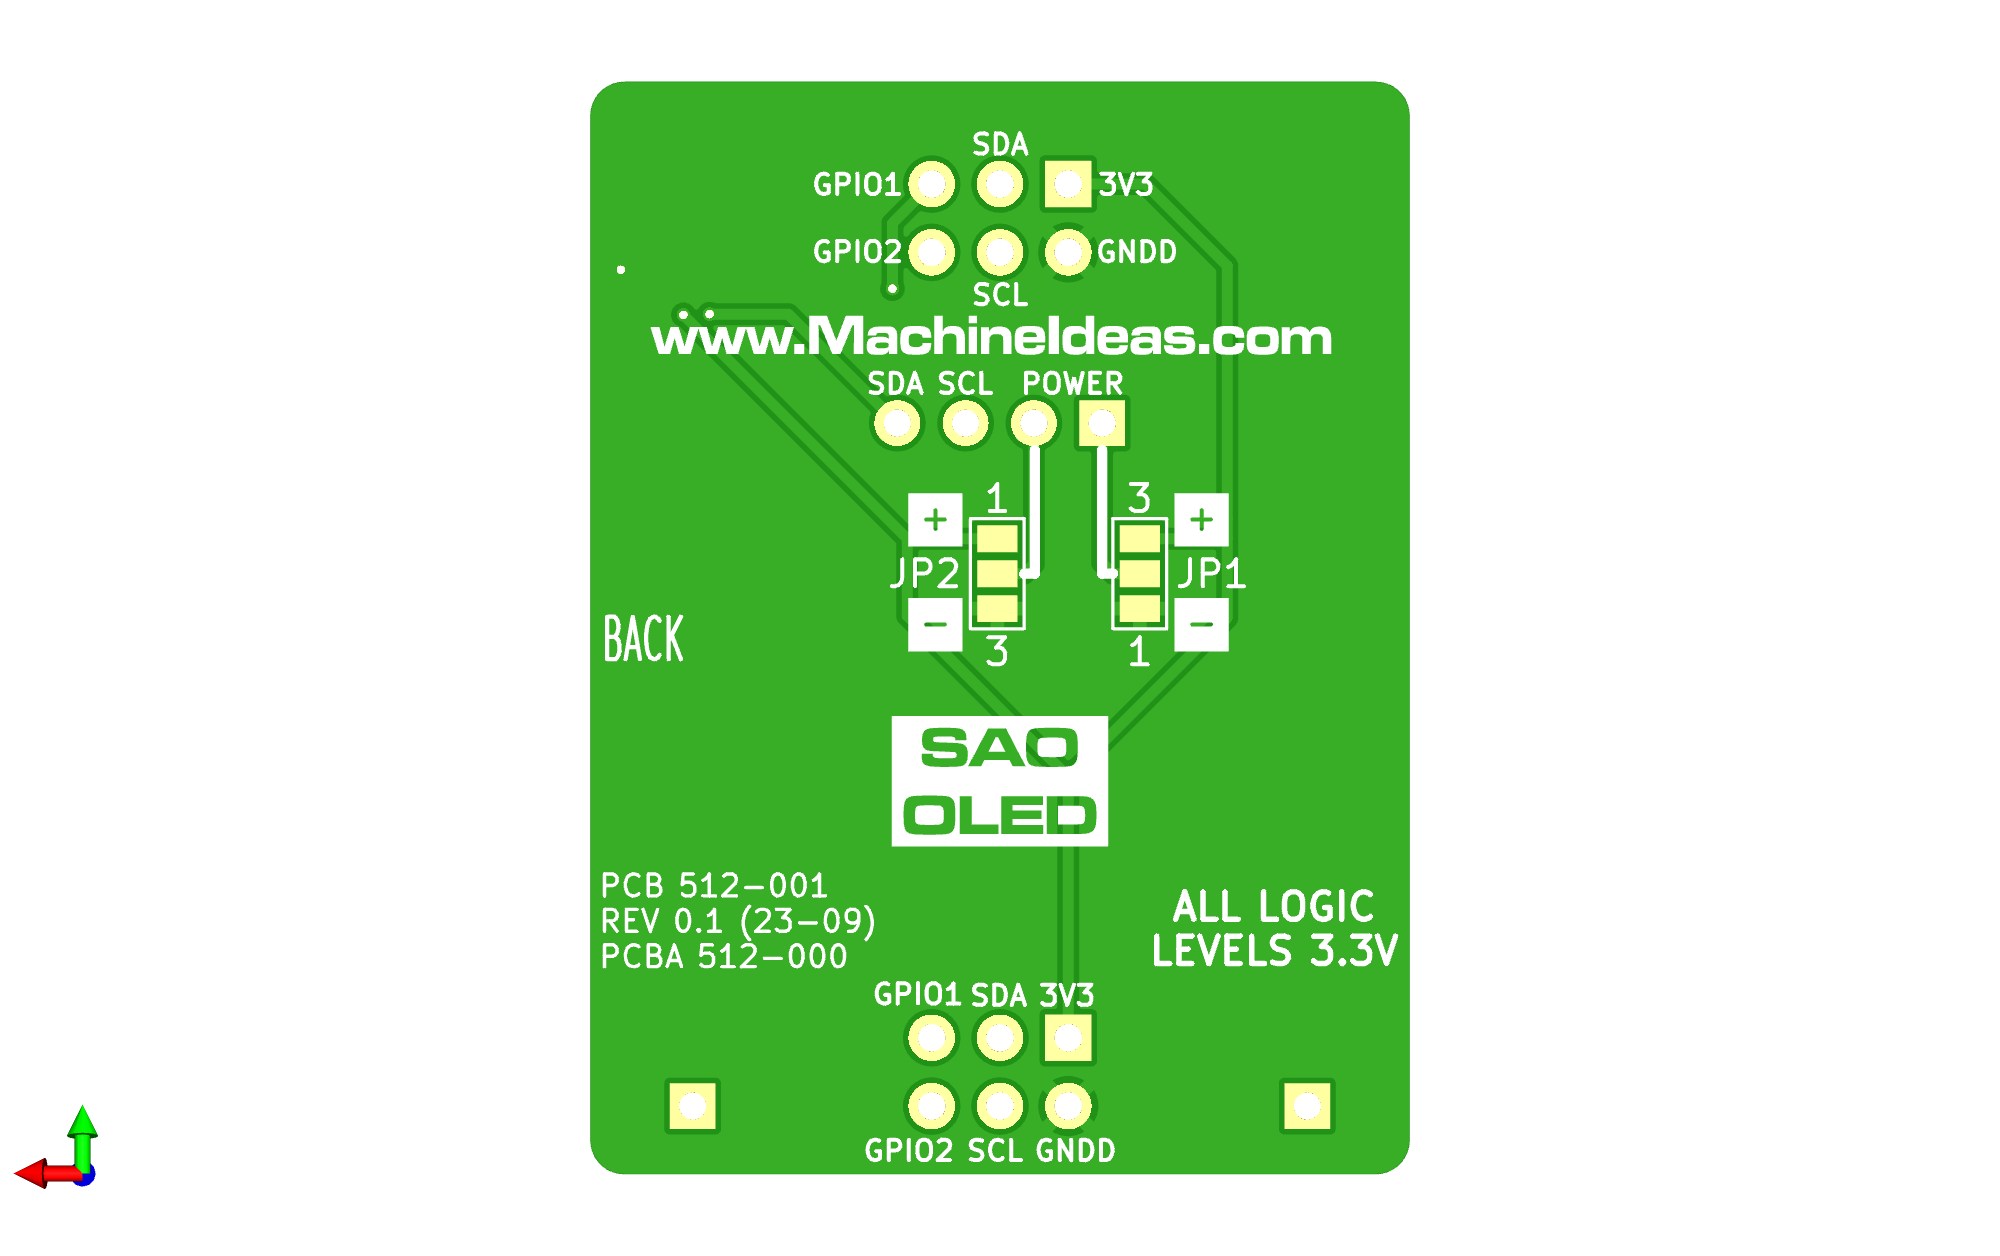 SDA
GPIO1 3V3
GPIO2 GNDD
SCL
www.MachineIdeas.com
SDA SCL POWER
1 3
+ +
JP2 JP1
- -
BACK
3 1
SAO
OLED
PCB 512-001
REV 0.1 (23-09)
PCBA 512-000
ALL LOGIC
LEVELS 3.3V
GPIO1 SDA 3V3
GPIO2 SCL GNDD